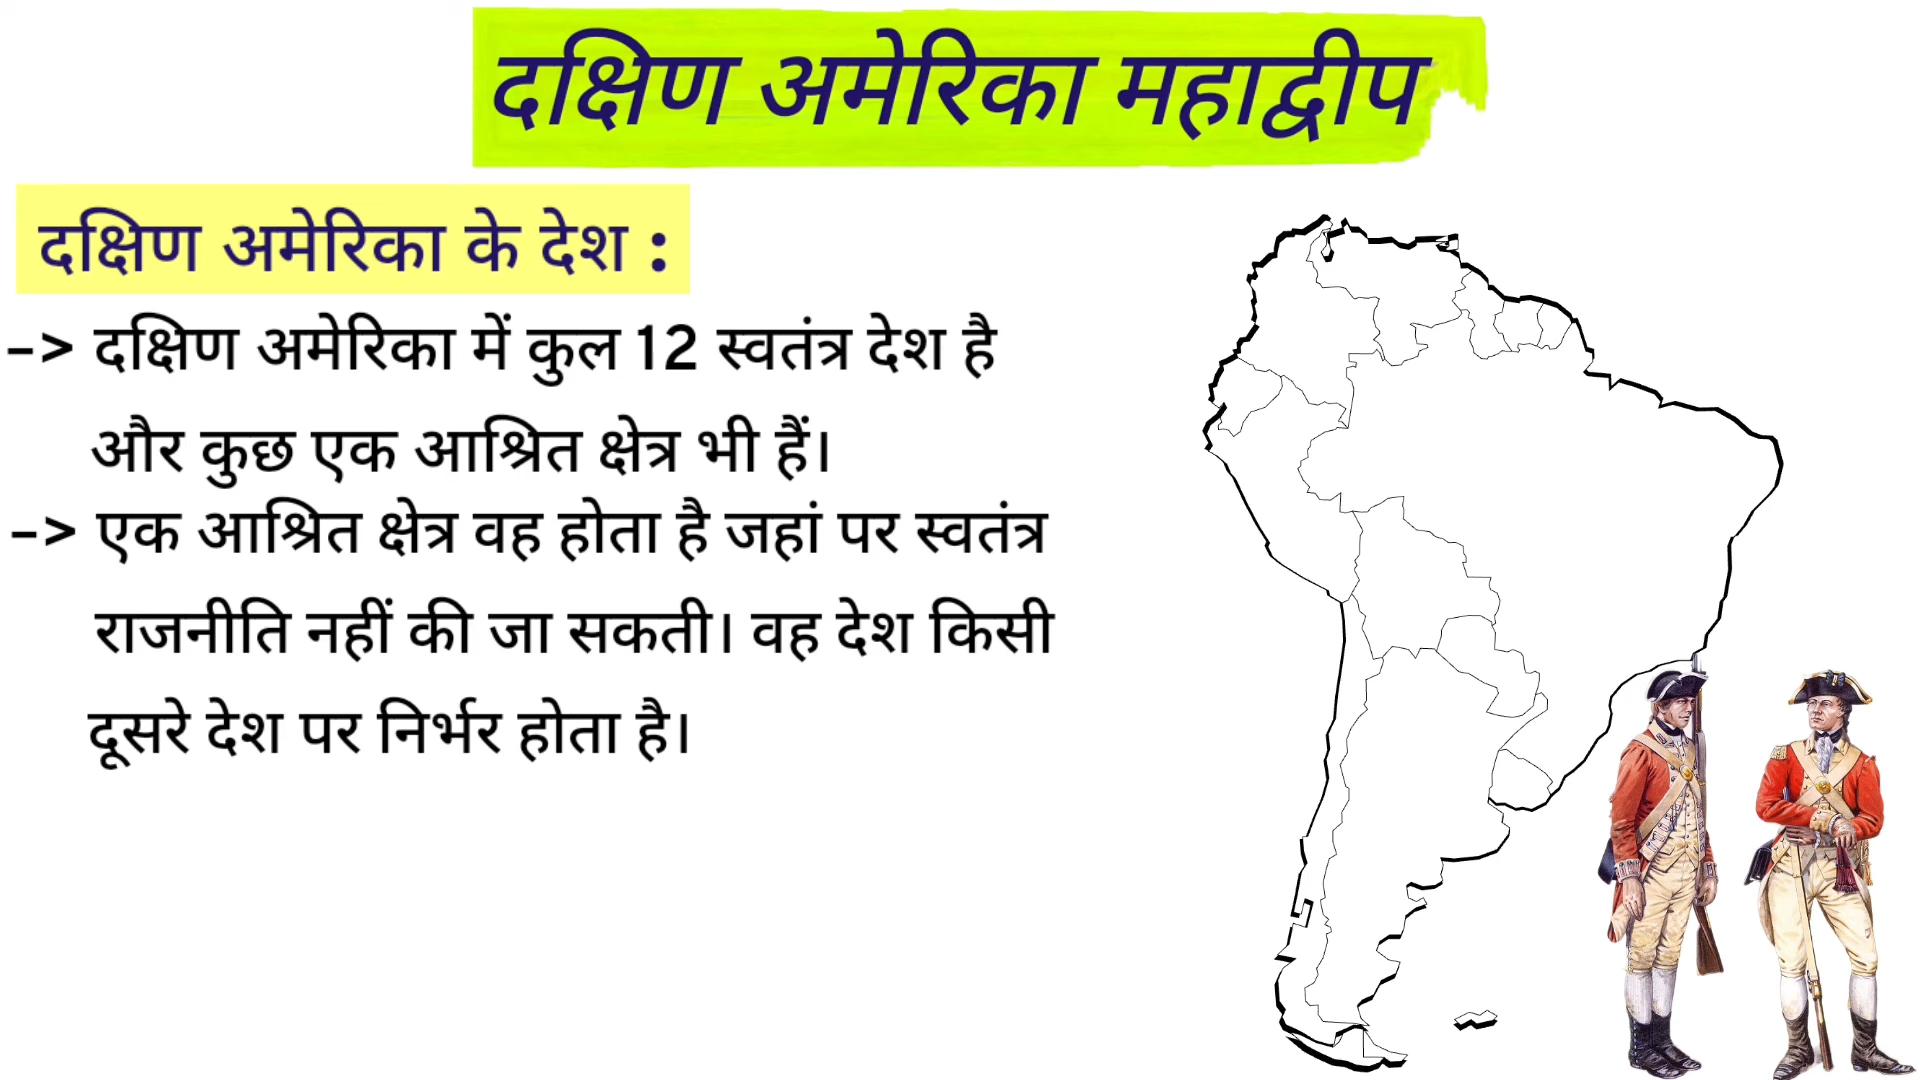 दक्षिण अमेरिका महाद्वीप
दक्षिण अमेरिका के देश :
-> दक्षिण अमेरिका में कुल 12 स्वतंत्र देश है
और कुछ एक आश्रित क्षेत्र भी हैं।
-> एक आश्रित क्षेत्र वह होता है जहां पर स्वतंत्र
राजनीति नहीं की जा सकती। वह देश किसी
दूसरे देश पर निर्भर होता है।